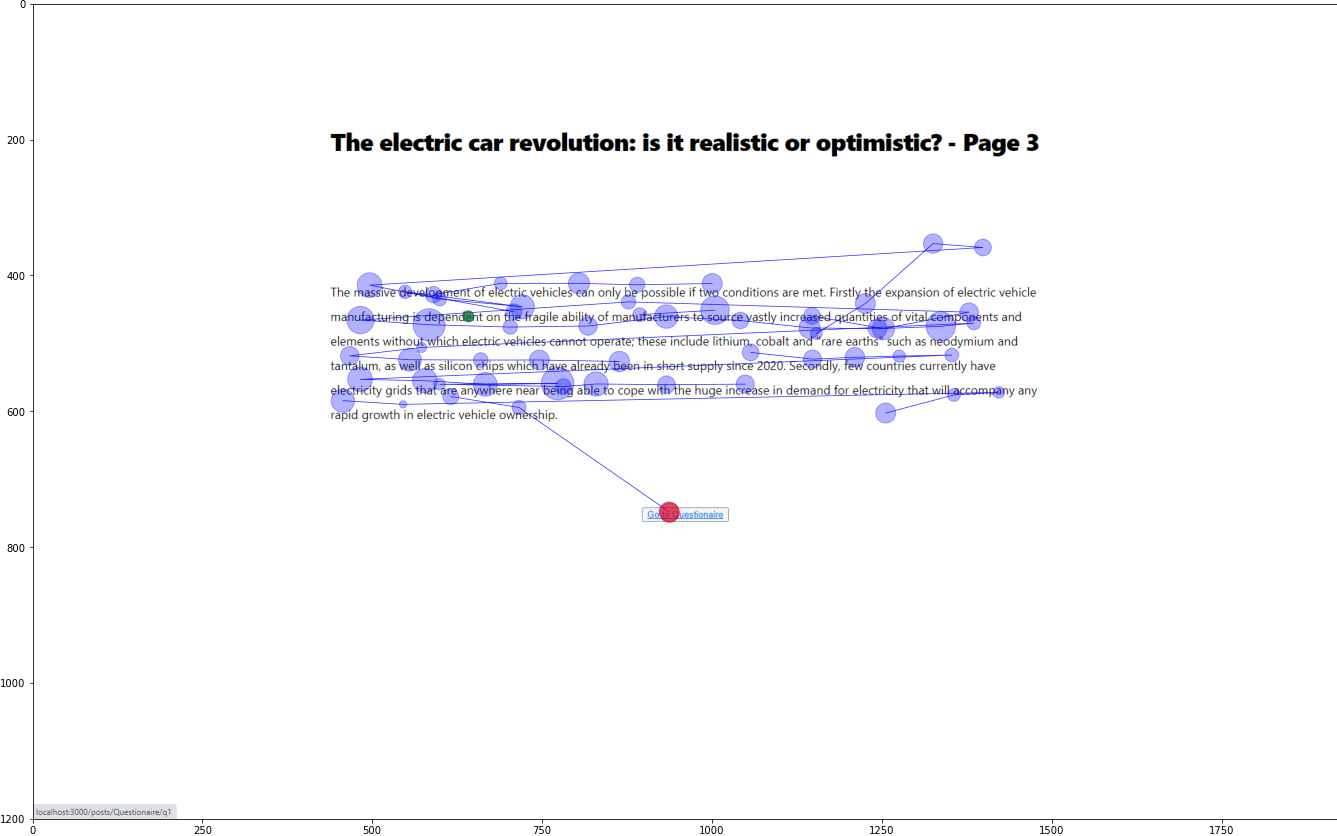 0
200
The electric car revolution: is it realistic or optimistic? - Page 3
400
The massive development of electric vehicles can only be possible if two conditions are met. Firstly the expansion of electric vehicle
manufacturing is dependent on the fragile ability of manufacturers to source vastly increased quantities of vital components and
elements without which electric vehicles cannot operate; these include lithium, cobalt and "rare earths" such as neodymium and
tantalum, as well as silicon chips which have already been in short supply since 2020. Secondly, few countries currently have
electricity grids that are anywhere near being able to cope with the huge increase in demand for electricity that will accompany any
600
rapid growth in electric vehicle ownership.
Go to Questionaire
800
1000
localhost:3000/posts/Questionaire/q1
1200
0 250 500 750 1000 1250 1500 1750